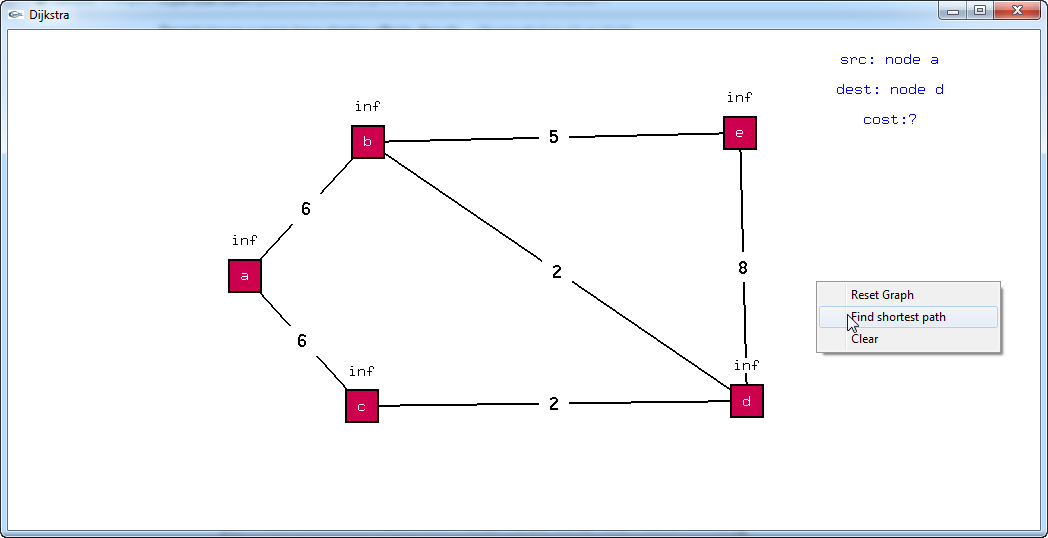 Dijkstra
src: node a
dest: node d
cost:?
inf
b
5
inf
e
6
inf
a
2
8
6
inf
c
2
inf
d
Reset Graph
Find shortest path
Clear